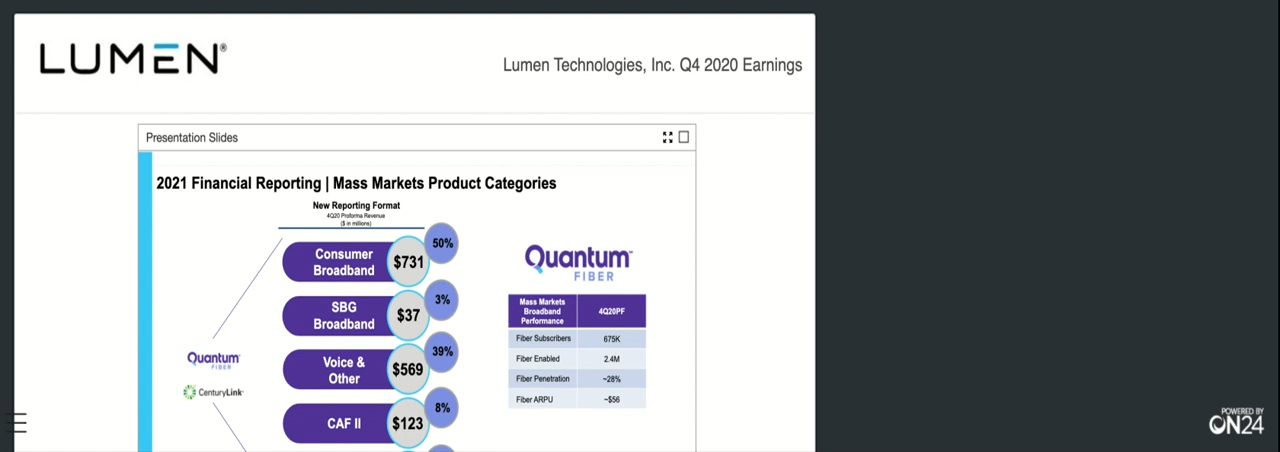 LUMEN®
Lumen Technologies, Inc. Q4 2020 Earnings
Presentation Slides
2021 Financial Reporting | Mass Markets Product Categories
New Reporting Format
4Q20 Proforma Revenue
($ in millions)
Consumer
Broadband
$731
50%
SBG
Broadband
$37
3%
Voice &
Other
$569
39%
CAF II
$123
8%
Quantum
FIBER
CenturyLink
Quantum
FIBER
Mass Markets
Broadband
Performance
4Q20PF
Fiber Subscribers 675K
Fiber Enabled 2.4M
Fiber Penetration ~28%
Fiber ARPU ~$56
POWERED BY
ON24